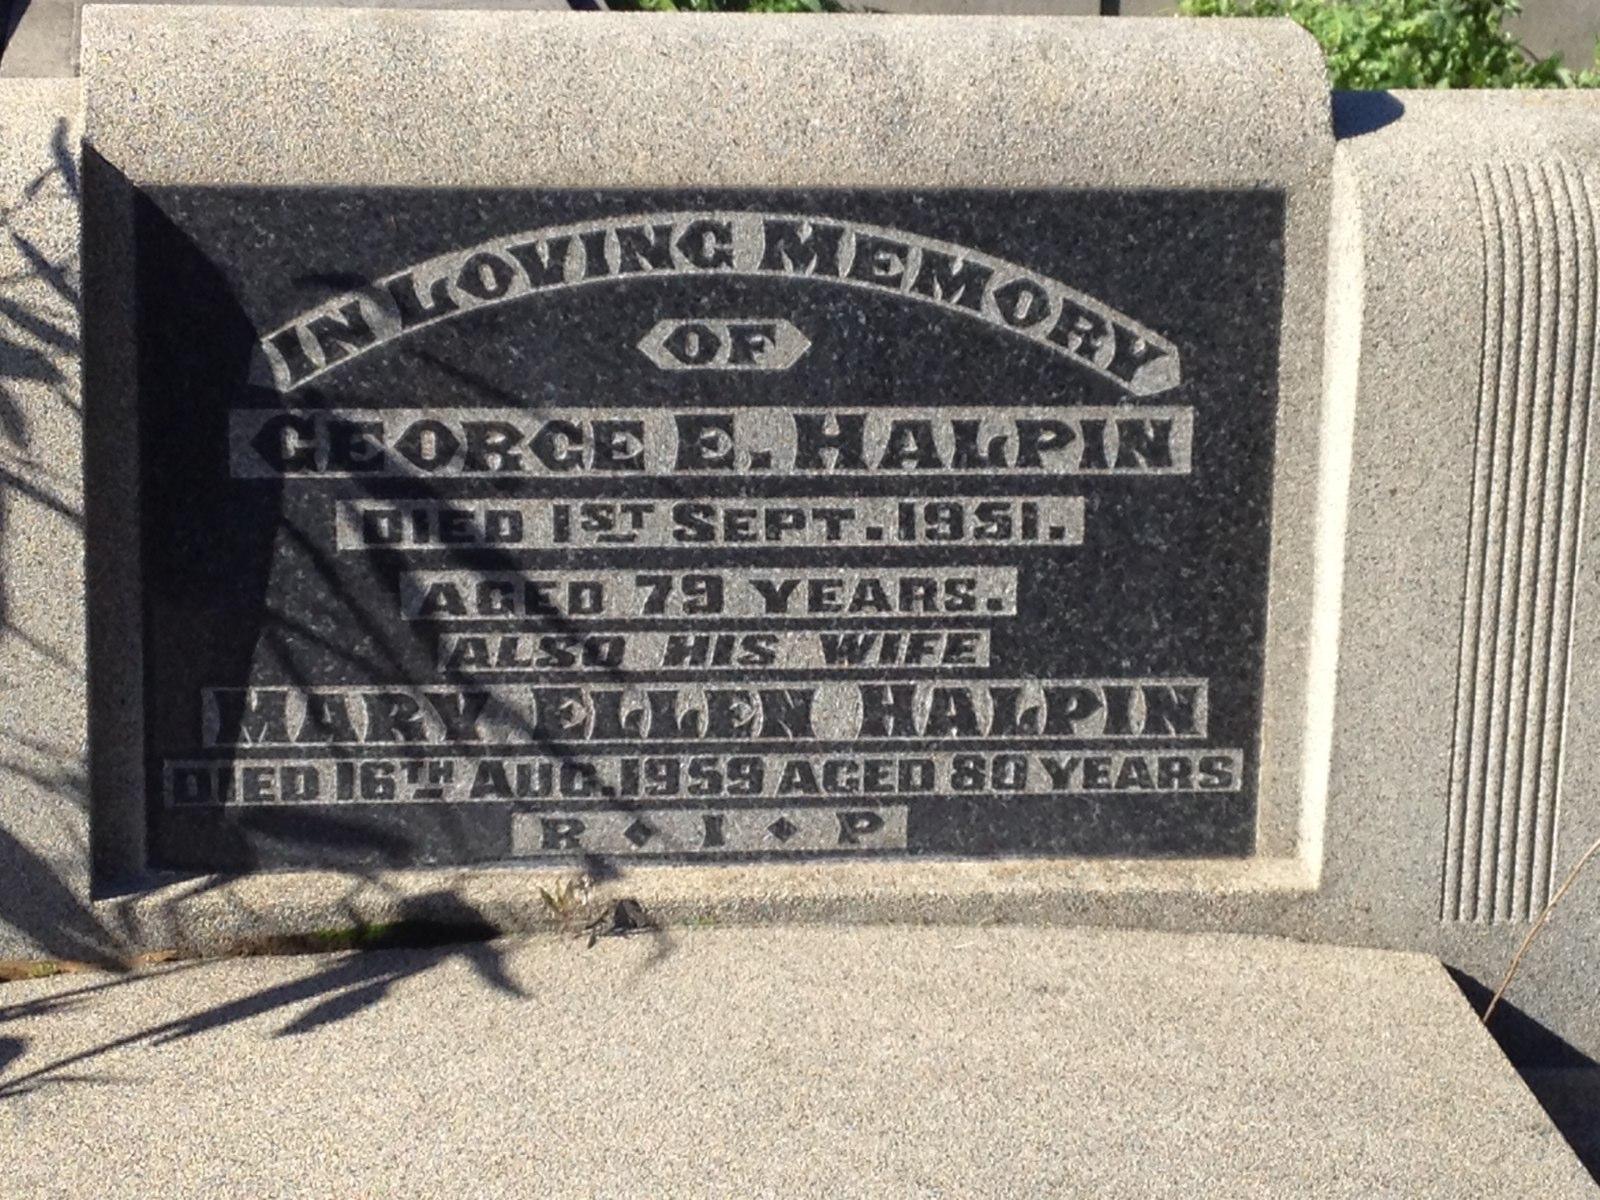 IN LOVING MEMORY
OF
GEORGE E. HALPIN
DIED 1ST SEPT. 1951.
AGED 79 YEARS.
ALSO HIS WIFE
MARY ELLEN HALPIN
DIED 16TH AUG. 1959 AGED 80 YEARS
R ◆ I ◆ P